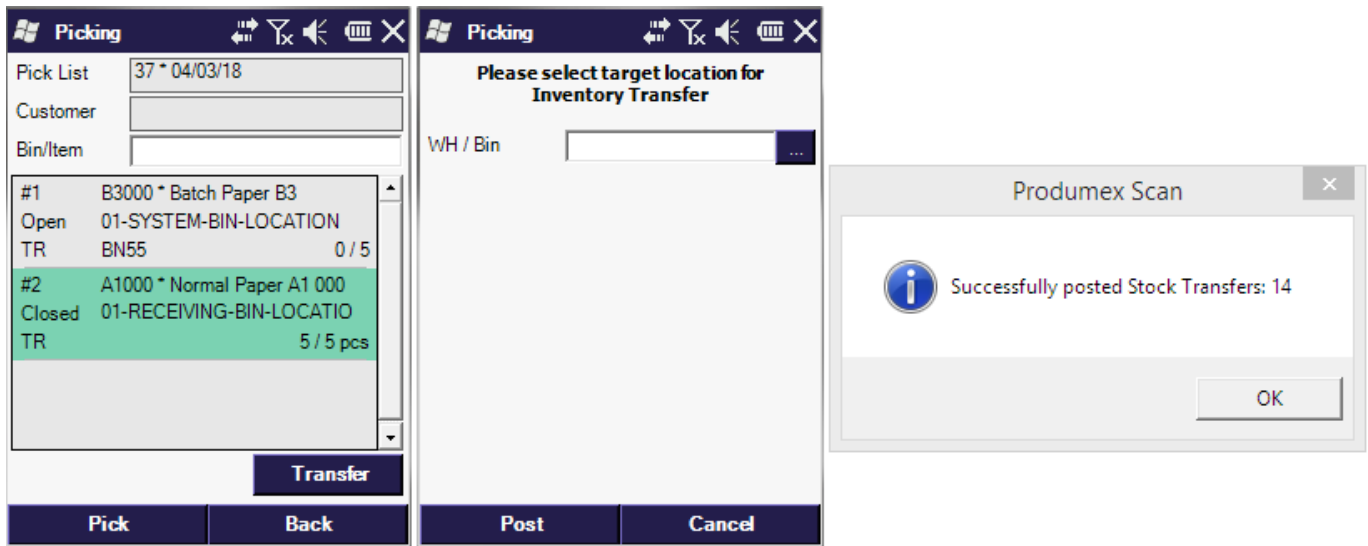 Picking
Pick List 37 * 04/03/18
Customer
Bin/Item
#1 B3000 * Batch Paper B3
Open 01-SYSTEM-BIN-LOCATION
TR BN55 0 / 5
#2 A1000 * Normal Paper A1 000
Closed 01-RECEIVING-BIN-LOCATIO
TR 5 / 5 pcs
Transfer
Pick Back
Picking
Please select target location for
Inventory Transfer
WH / Bin ...
Post Cancel
Produmex Scan
Successfully posted Stock Transfers: 14
OK